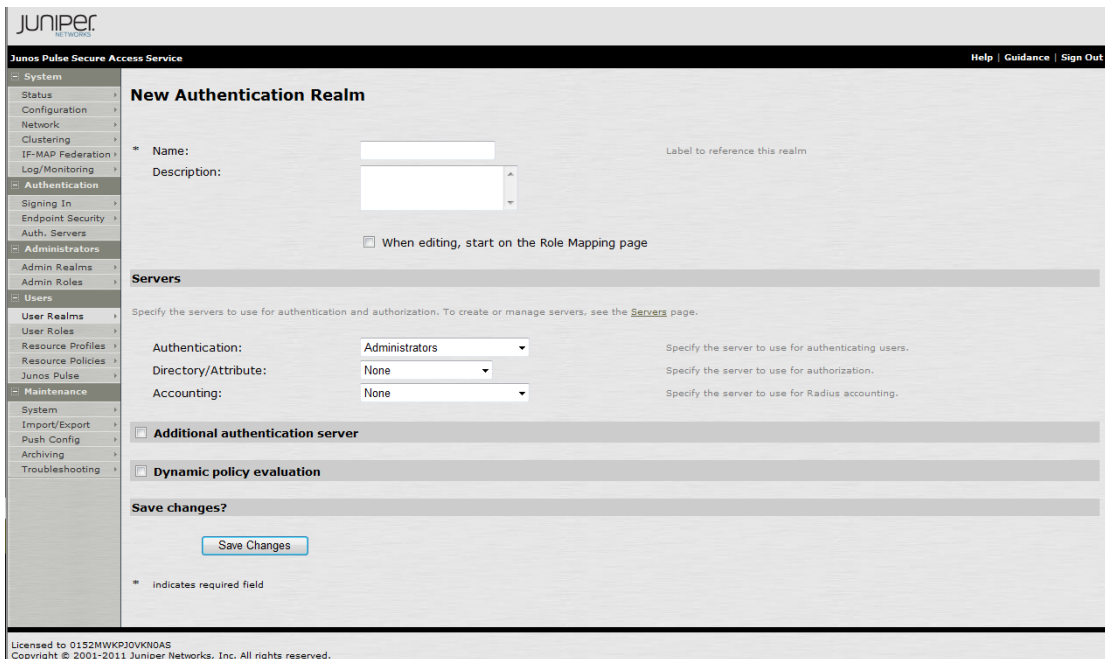 JUNIPER
NETWORKS
Junos Pulse Secure Access Service
Help | Guidance | Sign Out
System
Status
Configuration
Network
Clustering
IF-MAP Federation
Log/Monitoring
Authentication
Signing In
Endpoint Security
Auth. Servers
Administrators
Admin Realms
Admin Roles
Users
User Realms
User Roles
Resource Profiles
Resource Policies
Junos Pulse
Maintenance
System
Import/Export
Push Config
Archiving
Troubleshooting
New Authentication Realm
* Name: Label to reference this realm
Description:
When editing, start on the Role Mapping page
Servers
Specify the servers to use for authentication and authorization. To create or manage servers, see the Servers page.
Authentication: Administrators Specify the server to use for authenticating users.
Directory/Attribute: None Specify the server to use for authorization.
Accounting: None Specify the server to use for Radius accounting.
Additional authentication server
Dynamic policy evaluation
Save changes?
Save Changes
* indicates required field
Licensed to 0152MWKPJ0VKN0AS
Copyright © 2001-2011 Juniper Networks, Inc. All rights reserved.